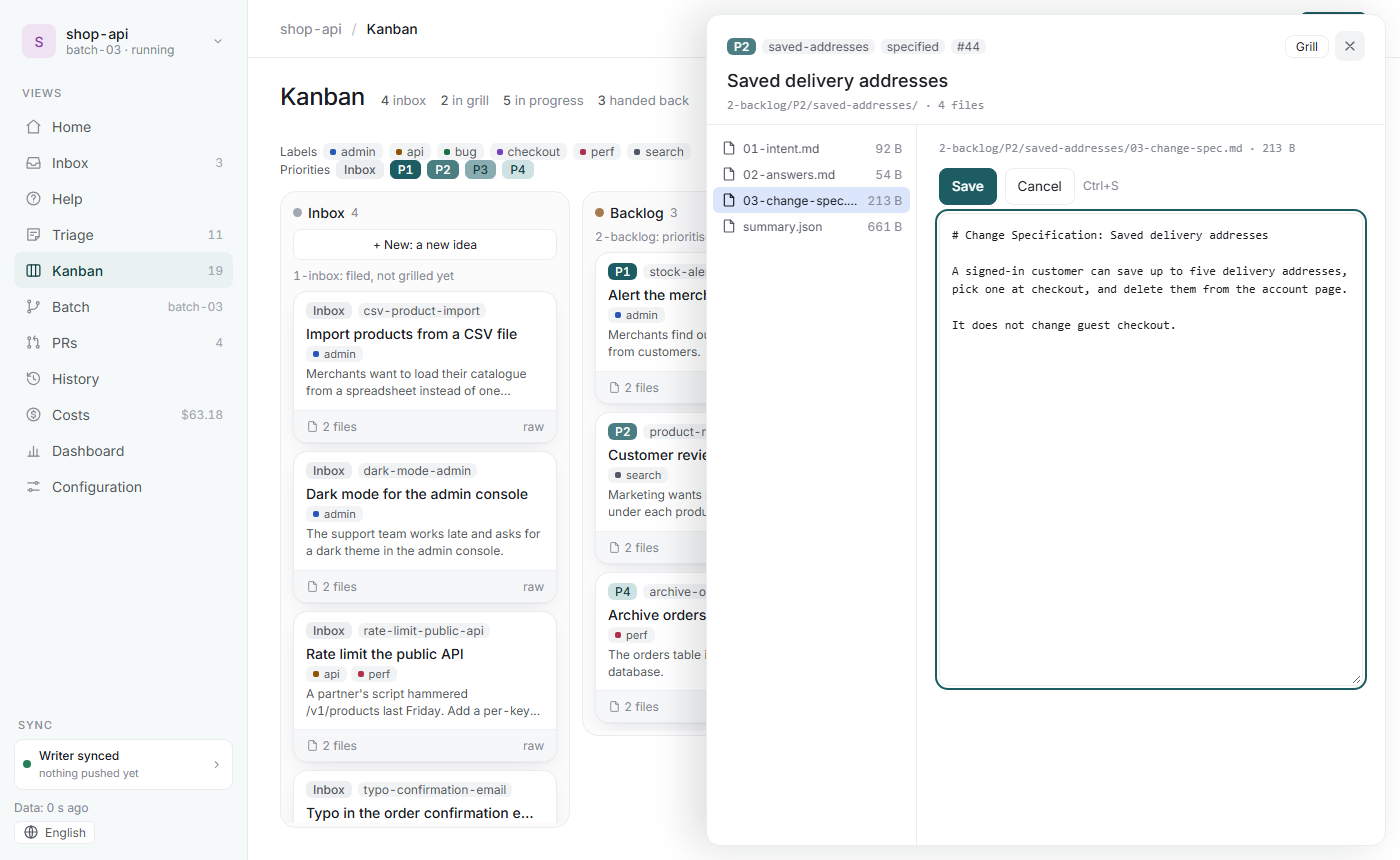 S
shop-api
batch-03 · running
VIEWS
Home
Inbox 3
Help
Triage 11
Kanban 19
Batch batch-03
PRs 4
History
Costs $63.18
Dashboard
Configuration
SYNC
Writer synced
nothing pushed yet
Data: 0 s ago
English
shop-api / Kanban
Kanban 4 inbox 2 in grill 5 in progress 3 handed back
Labels admin api bug checkout perf search
Priorities Inbox P1 P2 P3 P4
Inbox 4
+ New: a new idea
1-inbox: filed, not grilled yet
Inbox csv-product-import
Import products from a CSV file
admin
Merchants want to load their catalogue
from a spreadsheet instead of one...
2 files raw
Inbox dark-mode-admin
Dark mode for the admin console
admin
The support team works late and asks for
a dark theme in the admin console.
2 files raw
Inbox rate-limit-public-api
Rate limit the public API
api perf
A partner's script hammered
/v1/products last Friday. Add a per-key...
2 files raw
Inbox typo-confirmation-email
Typo in the order confirmation e...
Backlog 3
2-backlog:
P1
Alert the
admin
Merchants find
from customers.
2 files
P2
Customer
search
Marketing wants
under each
2 files
P4
Archive orders
perf
The orders table
database.
2 files
P2 saved-addresses specified #44
Grill
Saved delivery addresses
2-backlog/P2/saved-addresses/ · 4 files
01-intent.md 92 B
02-answers.md 54 B
03-change-spec.... 213 B
summary.json 661 B
2-backlog/P2/saved-addresses/03-change-spec.md · 213 B
Save Cancel Ctrl+S
# Change Specification: Saved delivery addresses
A signed-in customer can save up to five delivery addresses,
pick one at checkout, and delete them from the account page.
It does not change guest checkout.